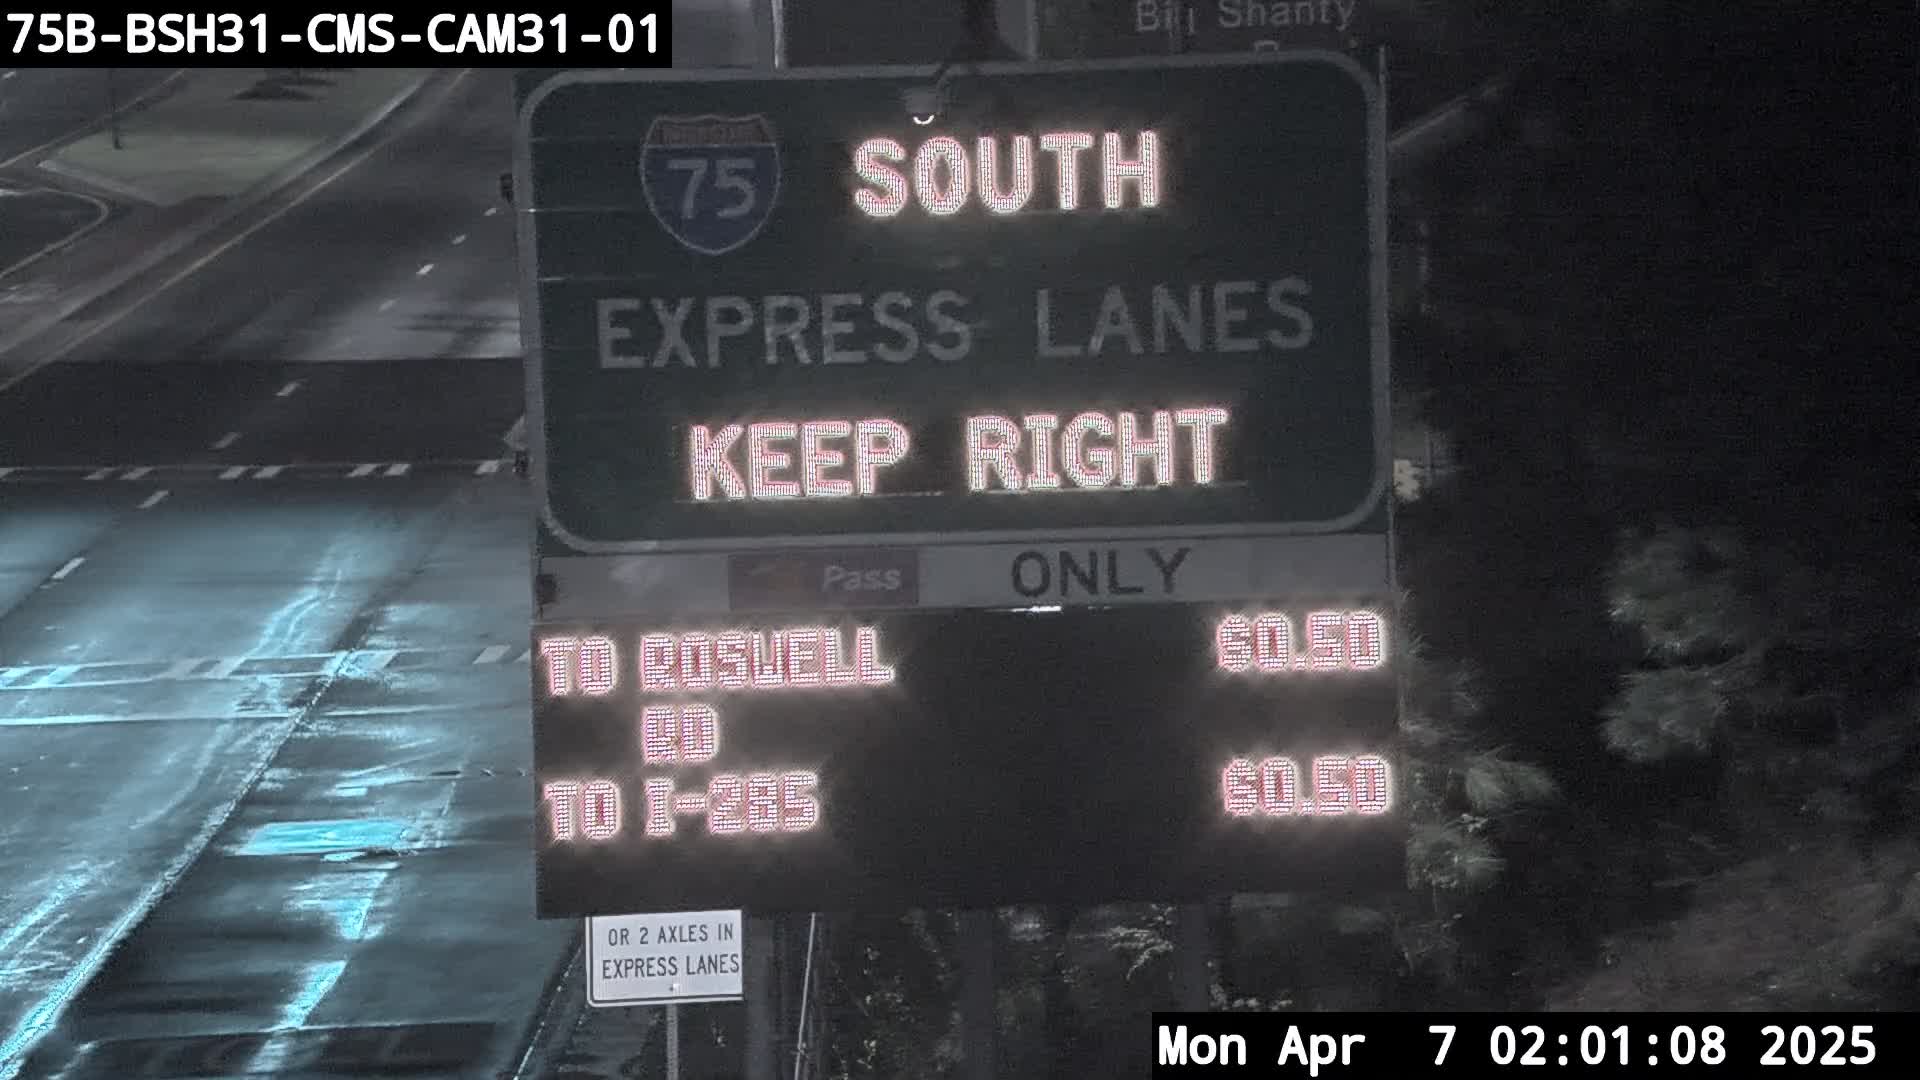 75B-BSH31-CMS-CAM31-01
Bill Shanty
75 SOUTH
EXPRESS LANES
KEEP RIGHT
Pass ONLY
TO ROSWELL $0.50
RD
TO I-285 $0.50
OR 2 AXLES IN
EXPRESS LANES
Mon Apr 7 02:01:08 2025